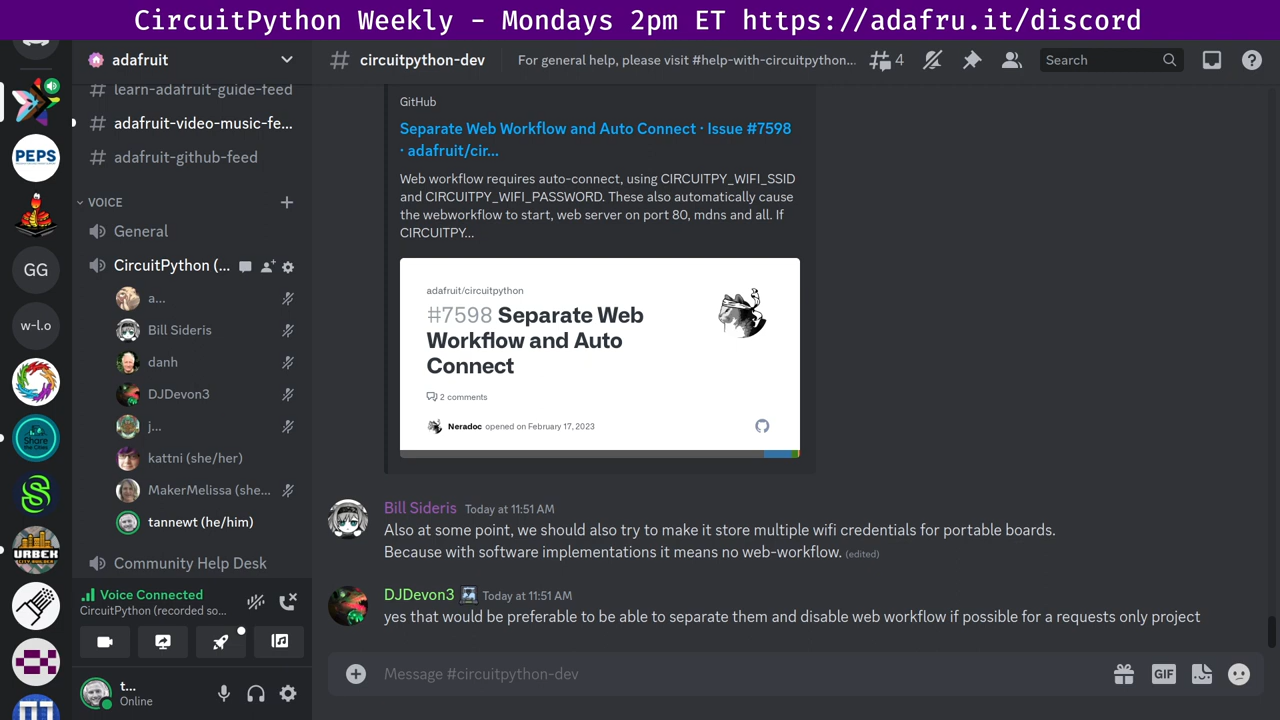 CircuitPython Weekly - Mondays 2pm ET https://adafru.it/discord
adafruit
# circuitpython-dev
For general help, please visit #help-with-circuitpython...
4
Search
# learn-adafruit-guide-feed
# adafruit-video-music-fe...
# adafruit-github-feed
VOICE
General
CircuitPython (...
a...
Bill Sideris
danh
DJDevon3
j...
kattni (she/her)
MakerMelissa (she...
tannewt (he/him)
Community Help Desk
Voice Connected
CircuitPython (recorded so...
t...
Online
PEPS
GG
w-l.o
Share
the Cities
URBEX
CITY BUILDER
GitHub
Separate Web Workflow and Auto Connect · Issue #7598
· adafruit/cir...
Web workflow requires auto-connect, using CIRCUITPY_WIFI_SSID
and CIRCUITPY_WIFI_PASSWORD. These also automatically cause
the webworkflow to start, web server on port 80, mdns and all. If
CIRCUITPY...
adafruit/circuitpython
#7598 Separate Web
Workflow and Auto
Connect
2 comments
Neradoc opened on February 17, 2023
Bill Sideris Today at 11:51 AM
Also at some point, we should also try to make it store multiple wifi credentials for portable boards.
Because with software implementations it means no web-workflow. (edited)
DJDevon3 Today at 11:51 AM
yes that would be preferable to be able to separate them and disable web workflow if possible for a requests only project
Message #circuitpython-dev
GIF